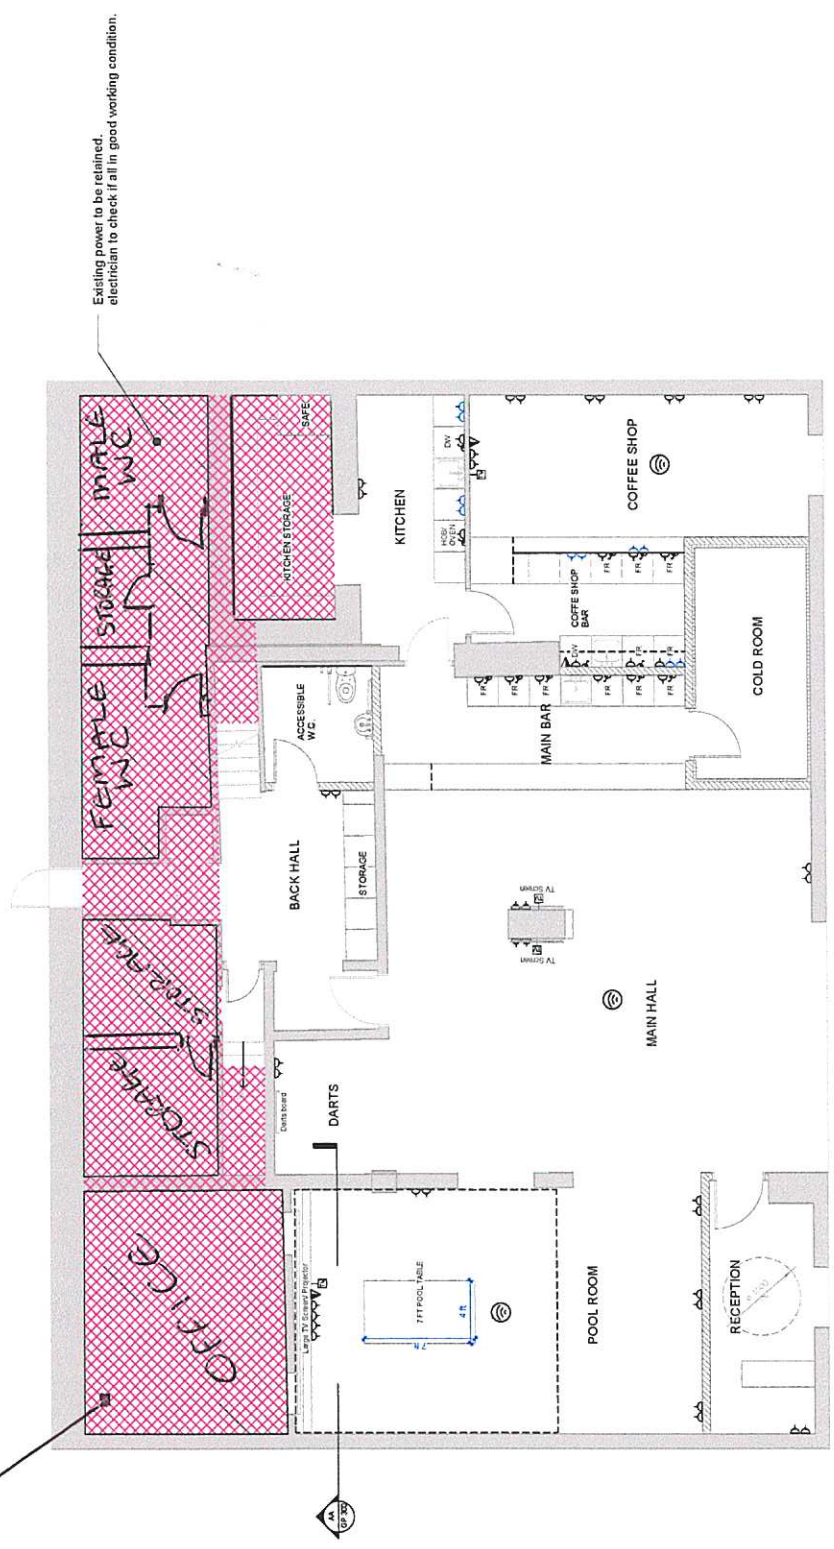 Existing power to be retained.
electrician to check if all in good working condition.
OFFICE
STORAGE
STORAGE
FEMALE
WC
STORAGE
MALE
WC
KITCHEN STORAGE
SAFE
BACK HALL
STORAGE
ACCESSIBLE
W.C.
Darts board
DARTS
Large TV Screen/ Projector
AA
GP 300
7 FT POOL TABLE
7 ft
4 ft
POOL ROOM
RECEPTION
MAIN HALL
TV Screen
TV Screen
MAIN BAR
FR
FR
FR
FR
FR
FR
DW
FR
FR
COFFE SHOP
BAR
FR
FR
FR
KITCHEN
HOB/
OVEN
DW
COFFEE SHOP
COLD ROOM